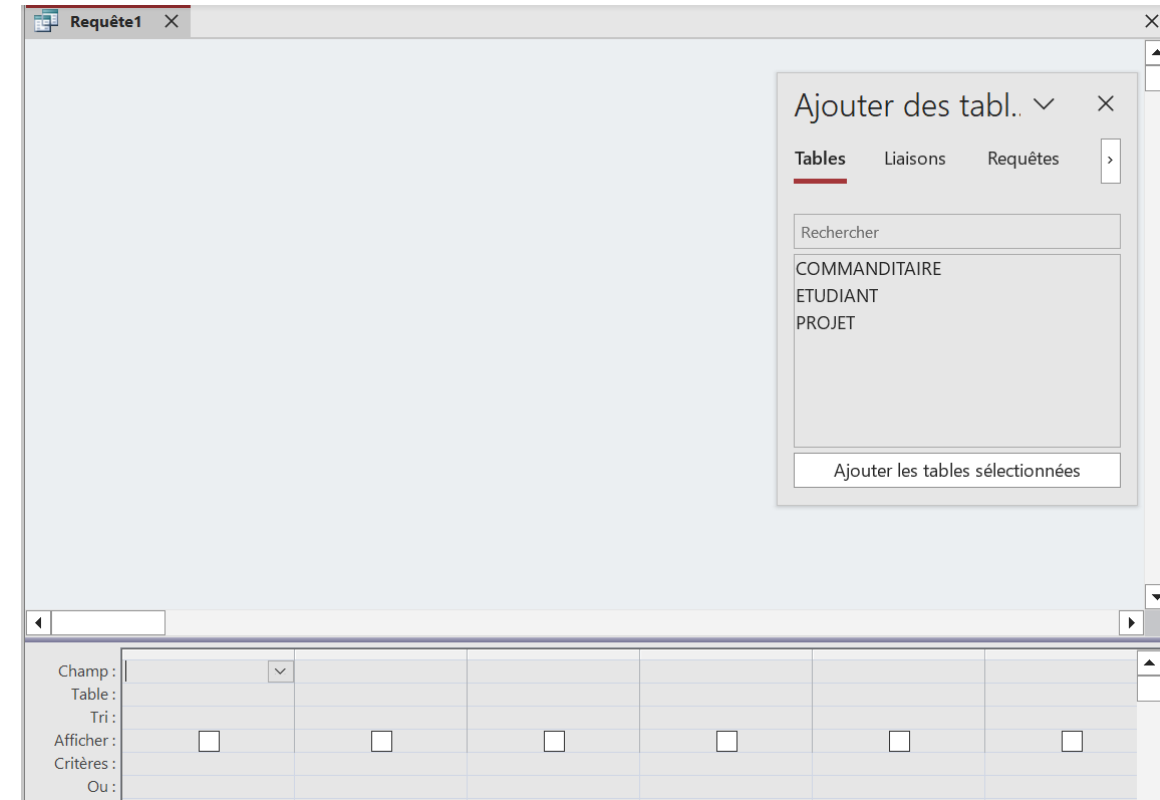 Requête1
Ajouter des tabl..
Tables Liaisons Requêtes
Rechercher
COMMANDITAIRE
ETUDIANT
PROJET
Ajouter les tables sélectionnées
Champ :
Table :
Tri :
Afficher :
Critères :
Ou :